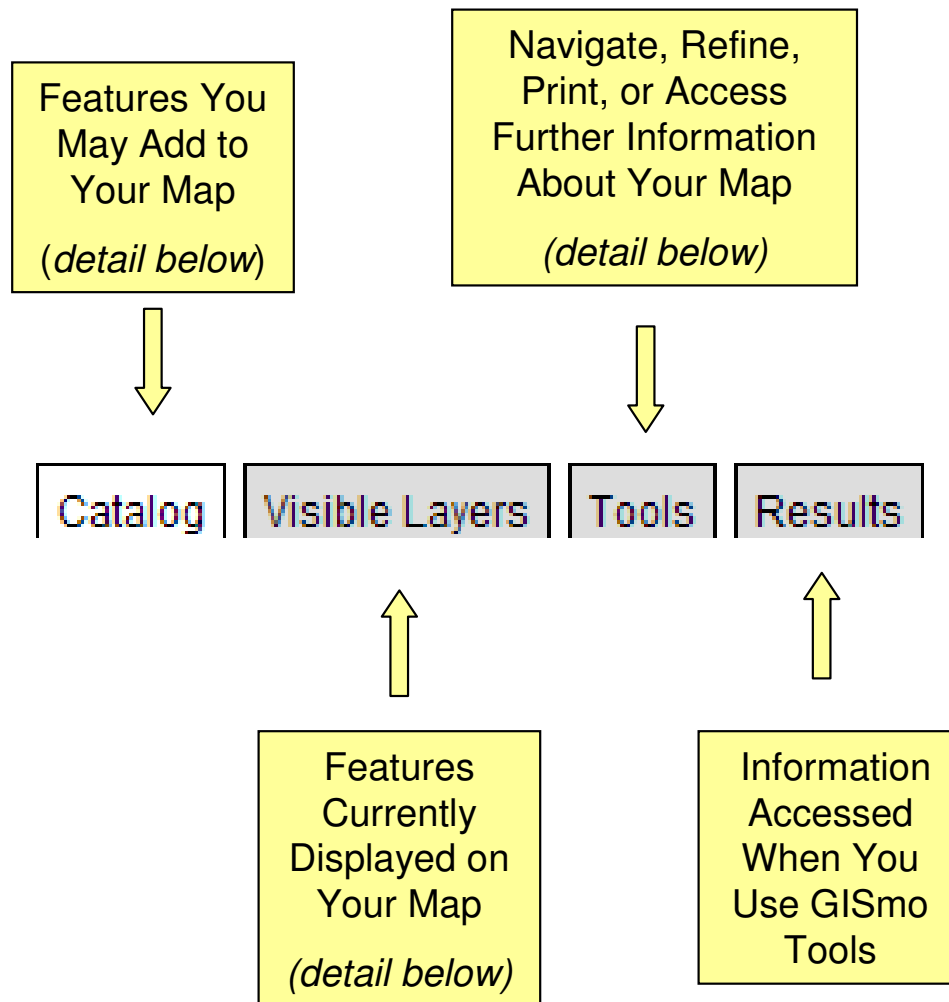 Features You
May Add to
Your Map
(detail below)
Navigate, Refine,
Print, or Access
Further Information
About Your Map
(detail below)
Catalog
Visible Layers
Tools
Results
Features
Currently
Displayed on
Your Map
(detail below)
Information
Accessed
When You
Use GISmo
Tools